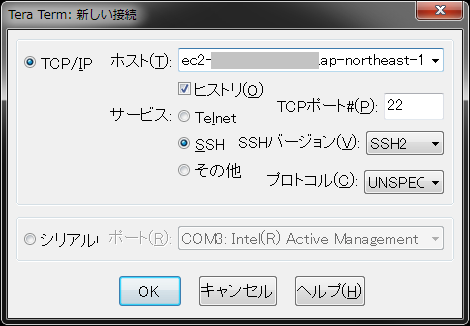 Tera Term: 新しい接続
TCP/IP ホスト(T): ec2- .ap-northeast-1
ヒストリ(O)
サービス: Telnet TCPポート#(P): 22
SSH SSHバージョン(V): SSH2
その他 プロトコル(C): UNSPEC
シリアル ポート(R): COM3: Intel(R) Active Management
OK キャンセル ヘルプ(H)